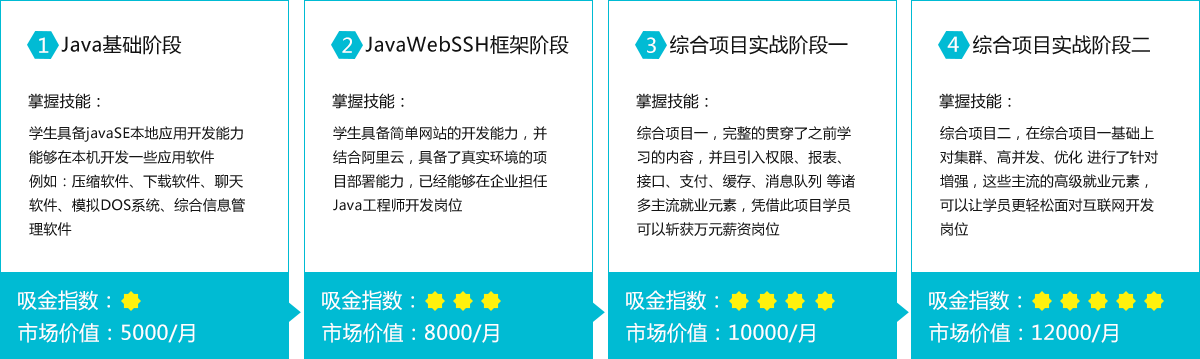 1 Java基础阶段
掌握技能：
学生具备javaSE本地应用开发能力
能够在本机开发一些应用软件
例如：压缩软件、下载软件、聊天
软件、模拟DOS系统、综合信息管
理软件
吸金指数：
市场价值：5000/月
2 JavaWebSSH框架阶段
掌握技能：
学生具备简单网站的开发能力，并
结合阿里云，具备了真实环境的项
目部署能力，已经能够在企业担任
Java工程师开发岗位
吸金指数：
市场价值：8000/月
3 综合项目实战阶段一
掌握技能：
综合项目一，完整的贯穿了之前学
习的内容，并且引入权限、报表、
接口、支付、缓存、消息队列 等诸
多主流就业元素，凭借此项目学员
可以斩获万元薪资岗位
吸金指数：
市场价值：10000/月
4 综合项目实战阶段二
掌握技能：
综合项目二，在综合项目一基础上
对集群、高并发、优化 进行了针对
增强，这些主流的高级就业元素，
可以让学员更轻松面对互联网开发
岗位
吸金指数：
市场价值：12000/月